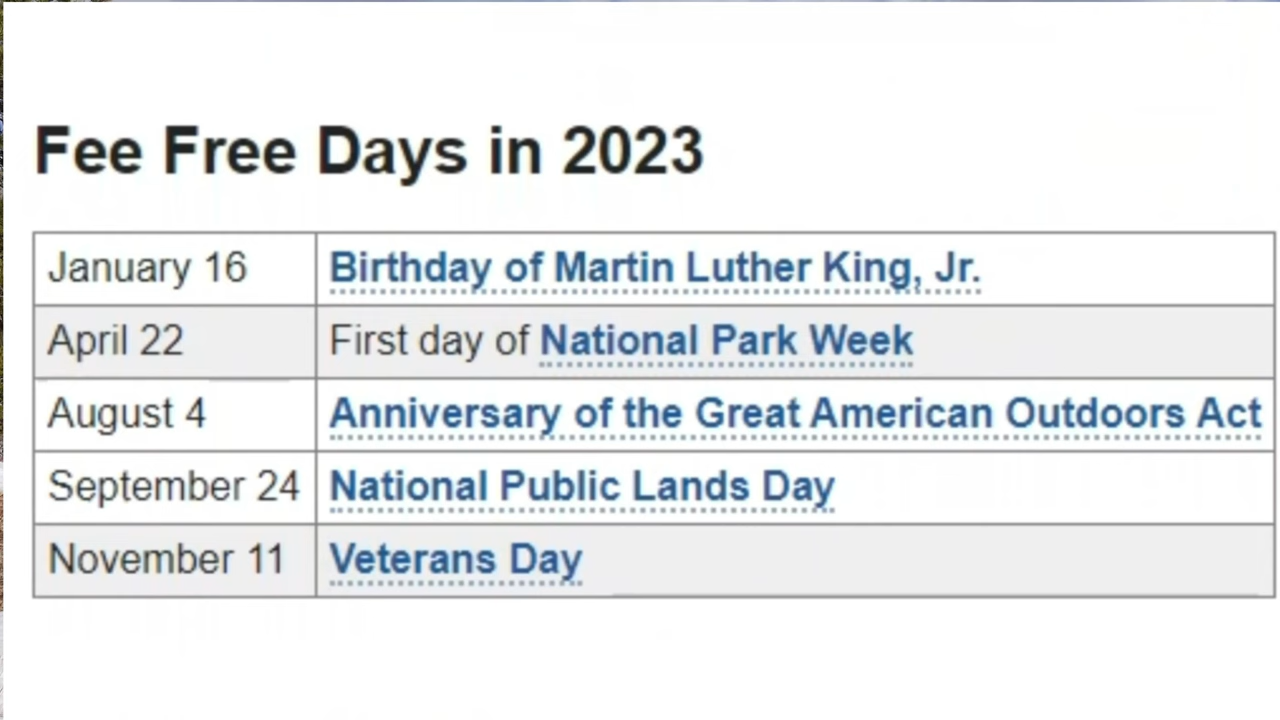 Fee Free Days in 2023
January 16 Birthday of Martin Luther King, Jr.
April 22 First day of National Park Week
August 4 Anniversary of the Great American Outdoors Act
September 24 National Public Lands Day
November 11 Veterans Day